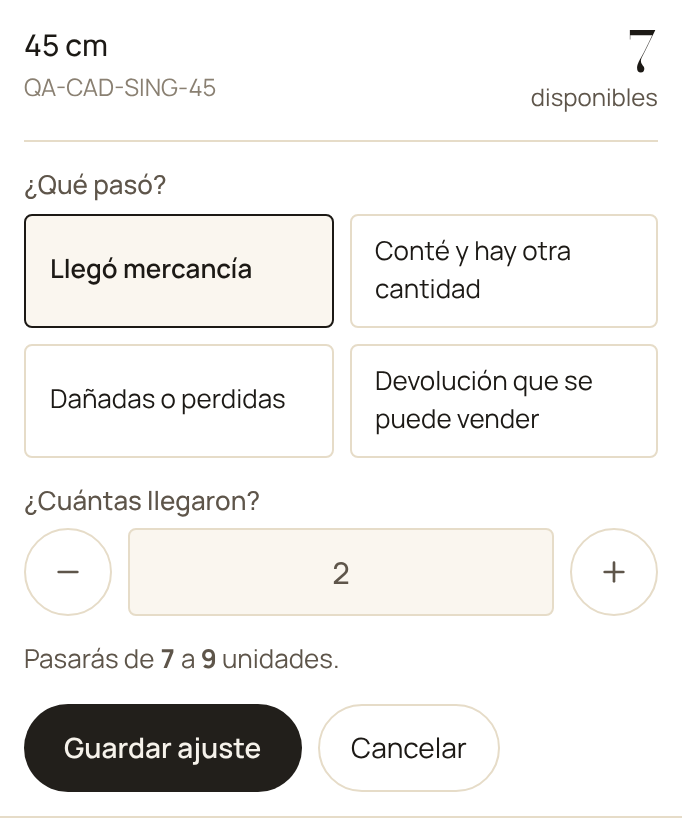 45 cm
7
QA-CAD-SING-45
disponibles
¿Qué pasó?
Llegó mercancía
Conté y hay otra
cantidad
Dañadas o perdidas
Devolución que se
puede vender
¿Cuántas llegaron?
− 2 +
Pasarás de 7 a 9 unidades.
Guardar ajuste
Cancelar